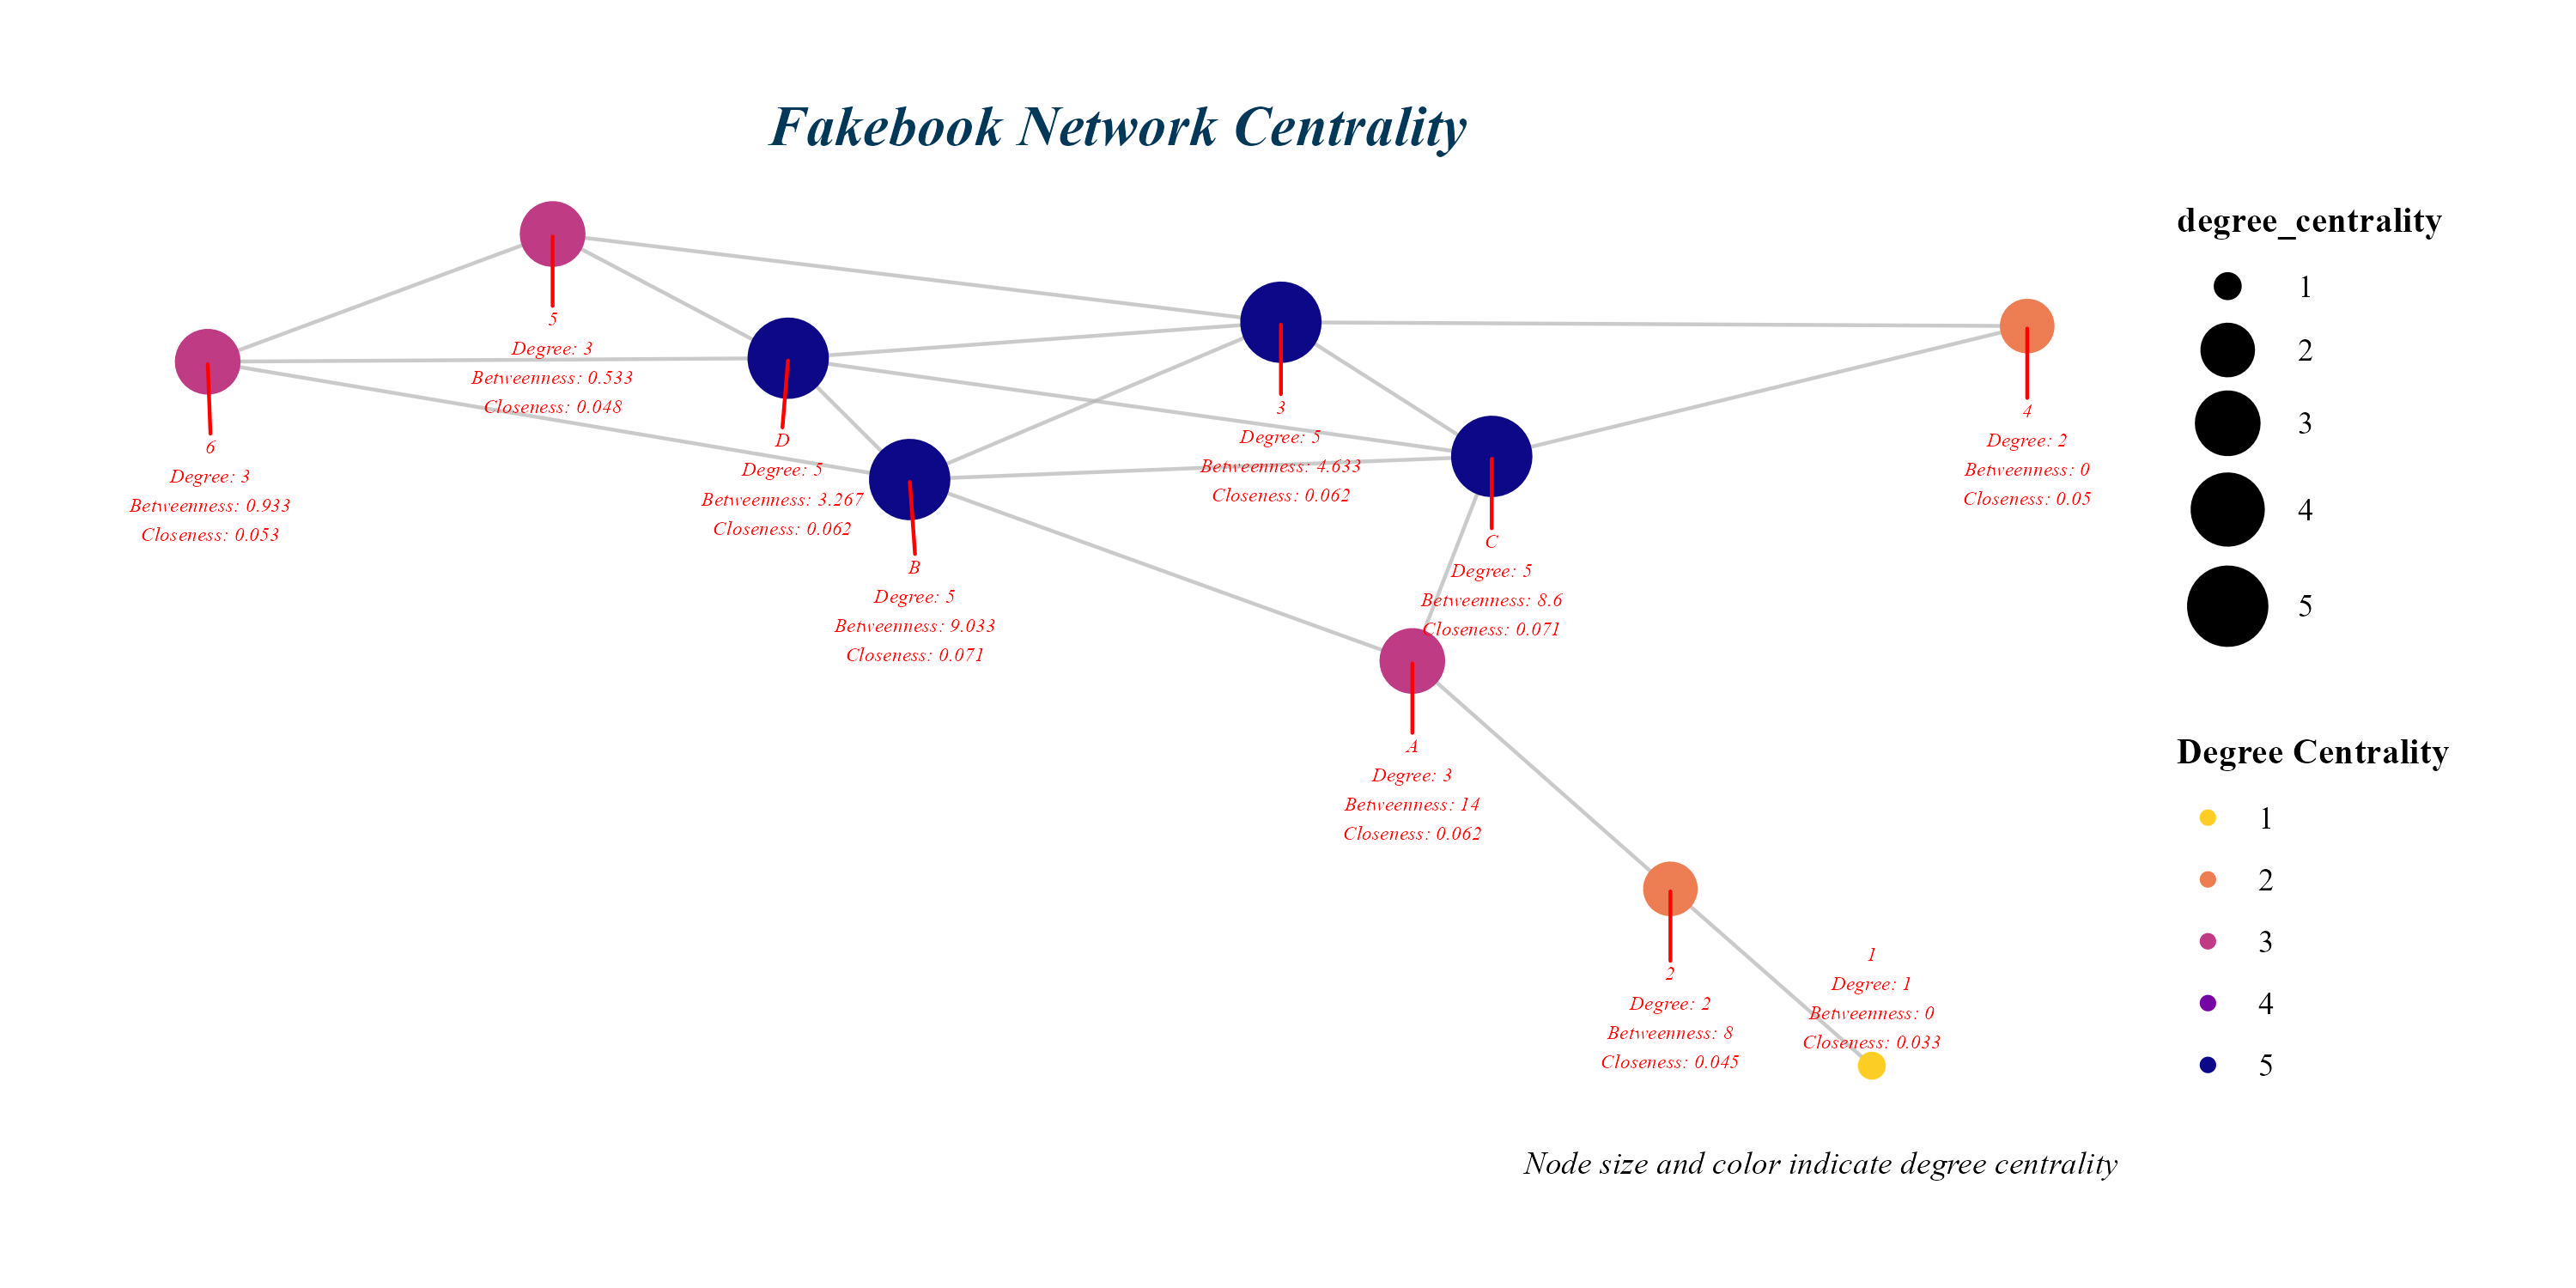 Fakebook Network Centrality
5
Degree: 3
Betweenness: 0.533
Closeness: 0.048
6
Degree: 3
Betweenness: 0.933
Closeness: 0.053
D
Degree: 5
Betweenness: 3.267
Closeness: 0.062
B
Degree: 5
Betweenness: 9.033
Closeness: 0.071
3
Degree: 5
Betweenness: 4.633
Closeness: 0.062
C
Degree: 5
Betweenness: 8.6
Closeness: 0.071
4
Degree: 2
Betweenness: 0
Closeness: 0.05
A
Degree: 3
Betweenness: 14
Closeness: 0.062
2
Degree: 2
Betweenness: 8
Closeness: 0.045
1
Degree: 1
Betweenness: 0
Closeness: 0.033
degree_centrality
1
2
3
4
5
Degree Centrality
1
2
3
4
5
Node size and color indicate degree centrality